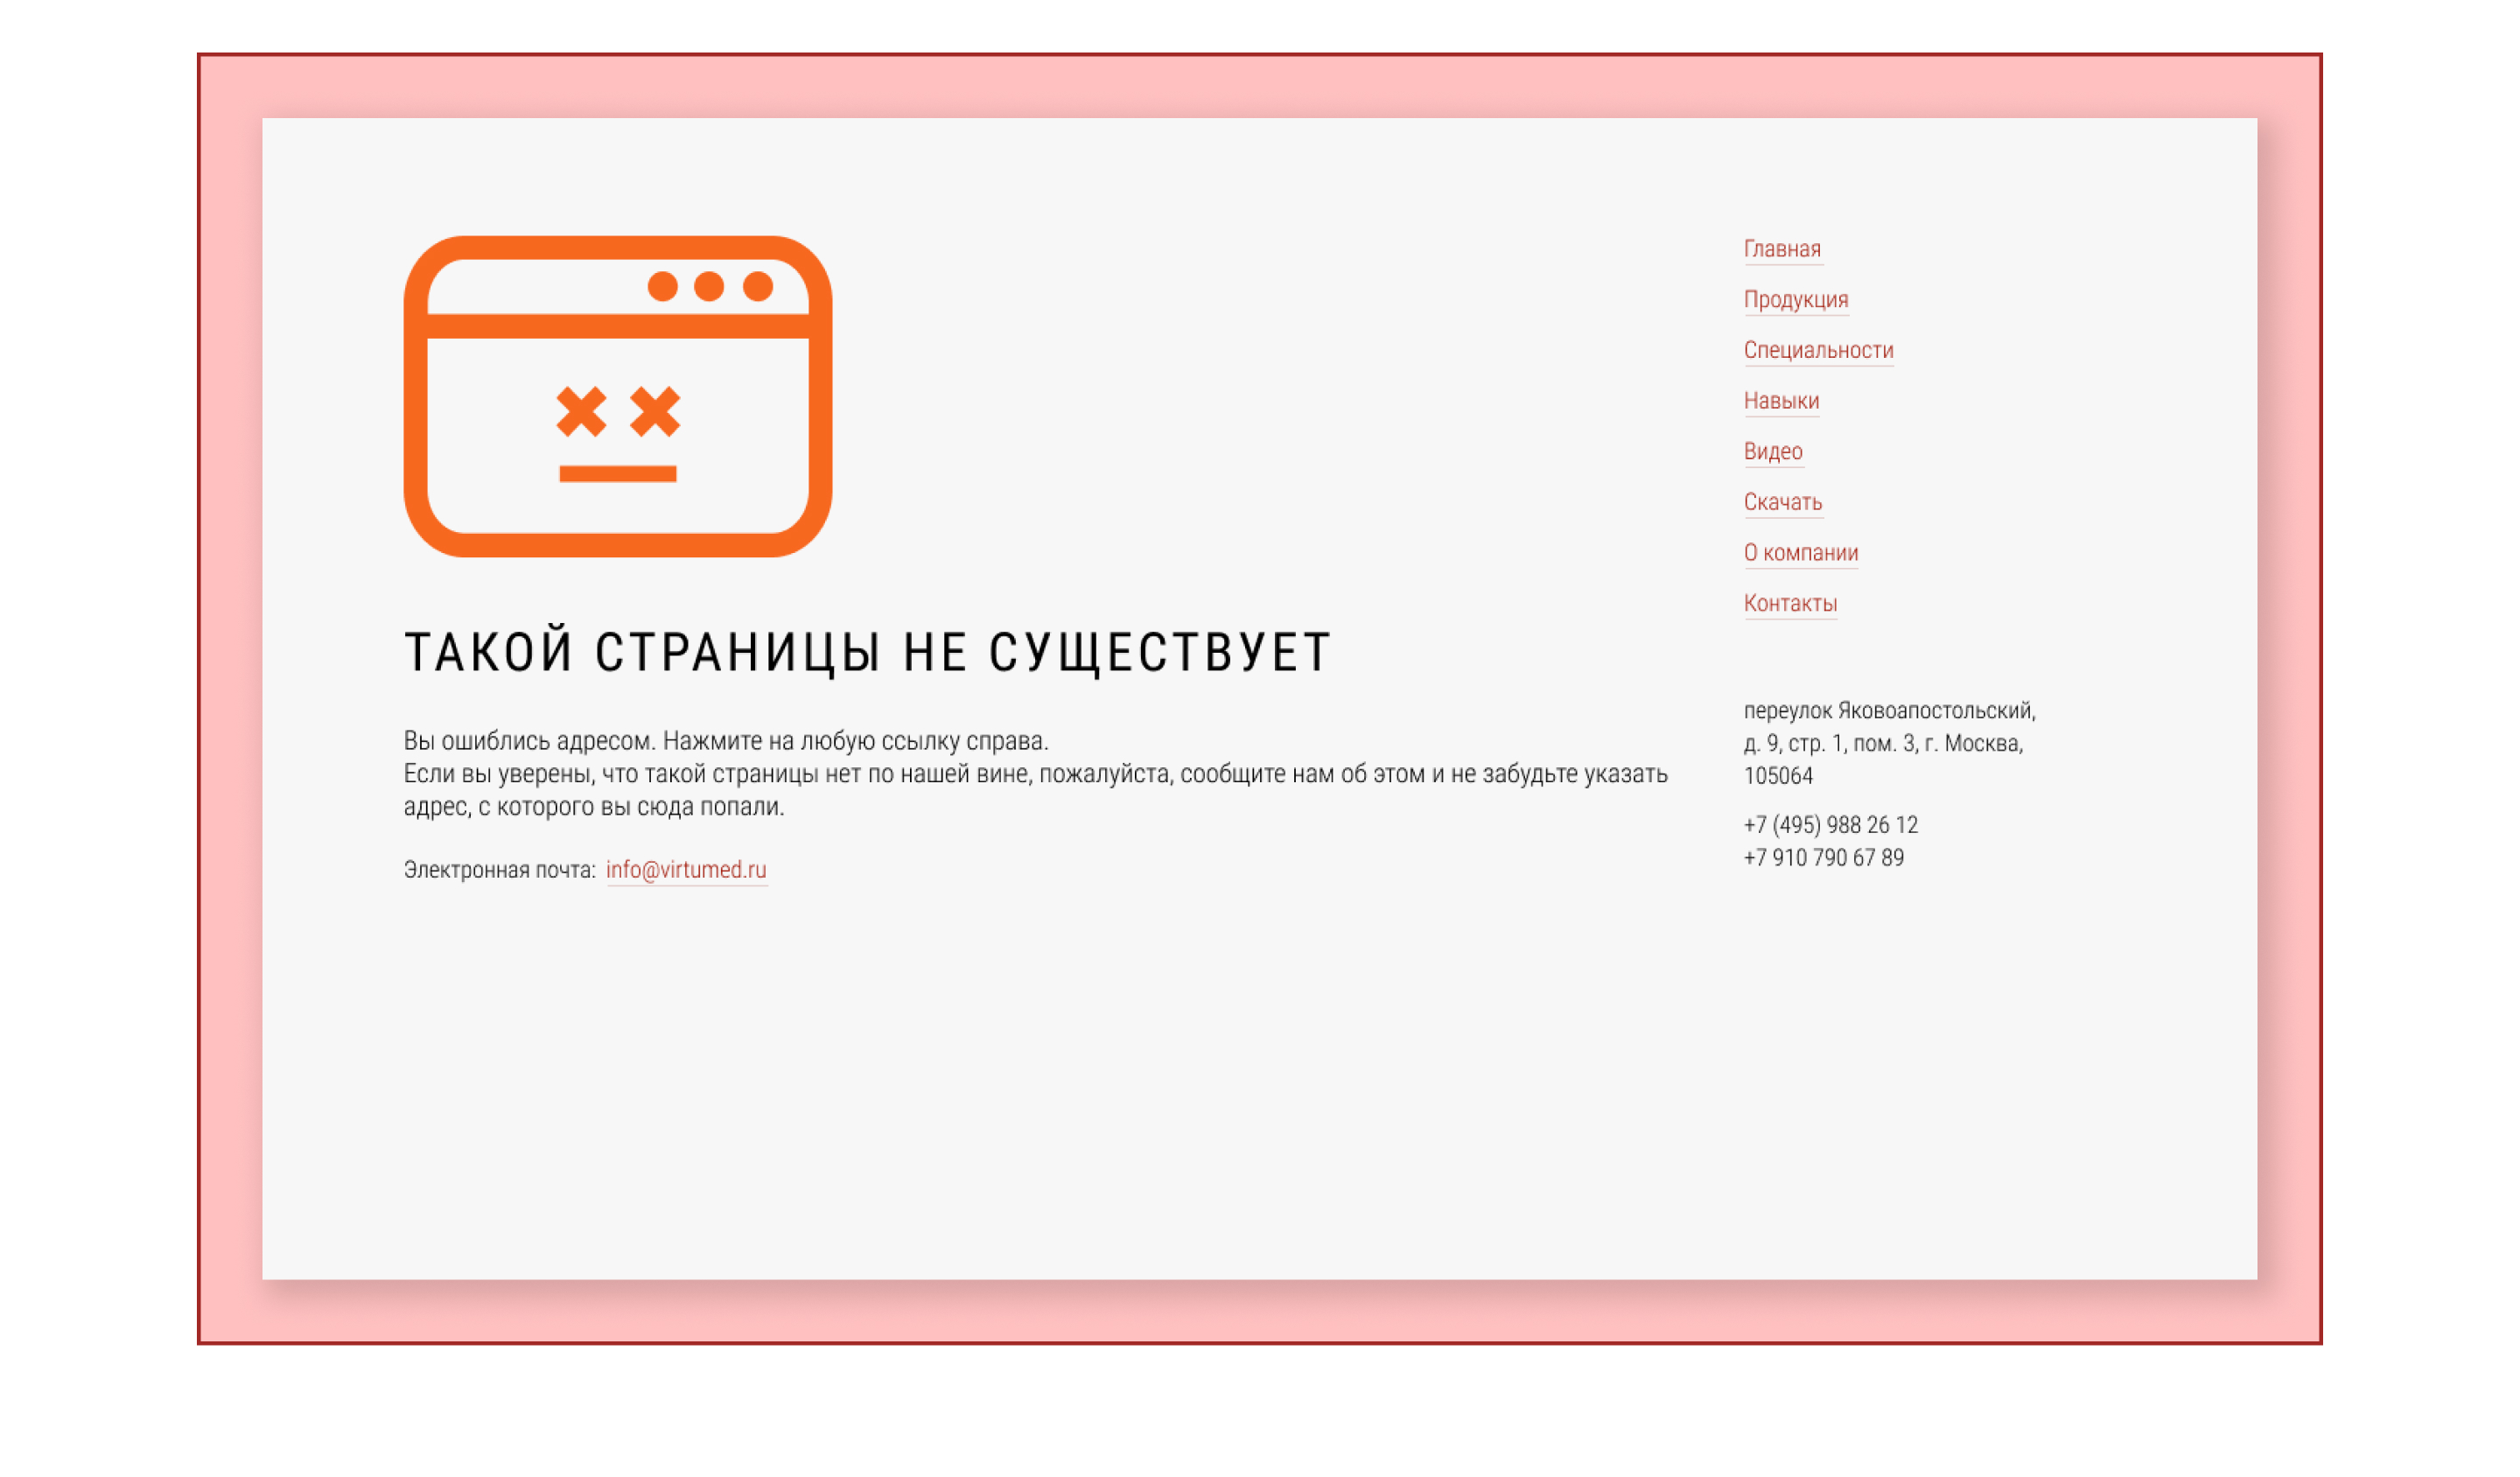 ТАКОЙ СТРАНИЦЫ НЕ СУЩЕСТВУЕТ
Вы ошиблись адресом. Нажмите на любую ссылку справа.
Если вы уверены, что такой страницы нет по нашей вине, пожалуйста, сообщите нам об этом и не забудьте указать
адрес, с которого вы сюда попали.
Электронная почта: info@virtumed.ru
Главная
Продукция
Специальности
Навыки
Видео
Скачать
О компании
Контакты
переулок Яковоапостольский,
д. 9, стр. 1, пом. 3, г. Москва,
105064
+7 (495) 988 26 12
+7 910 790 67 89